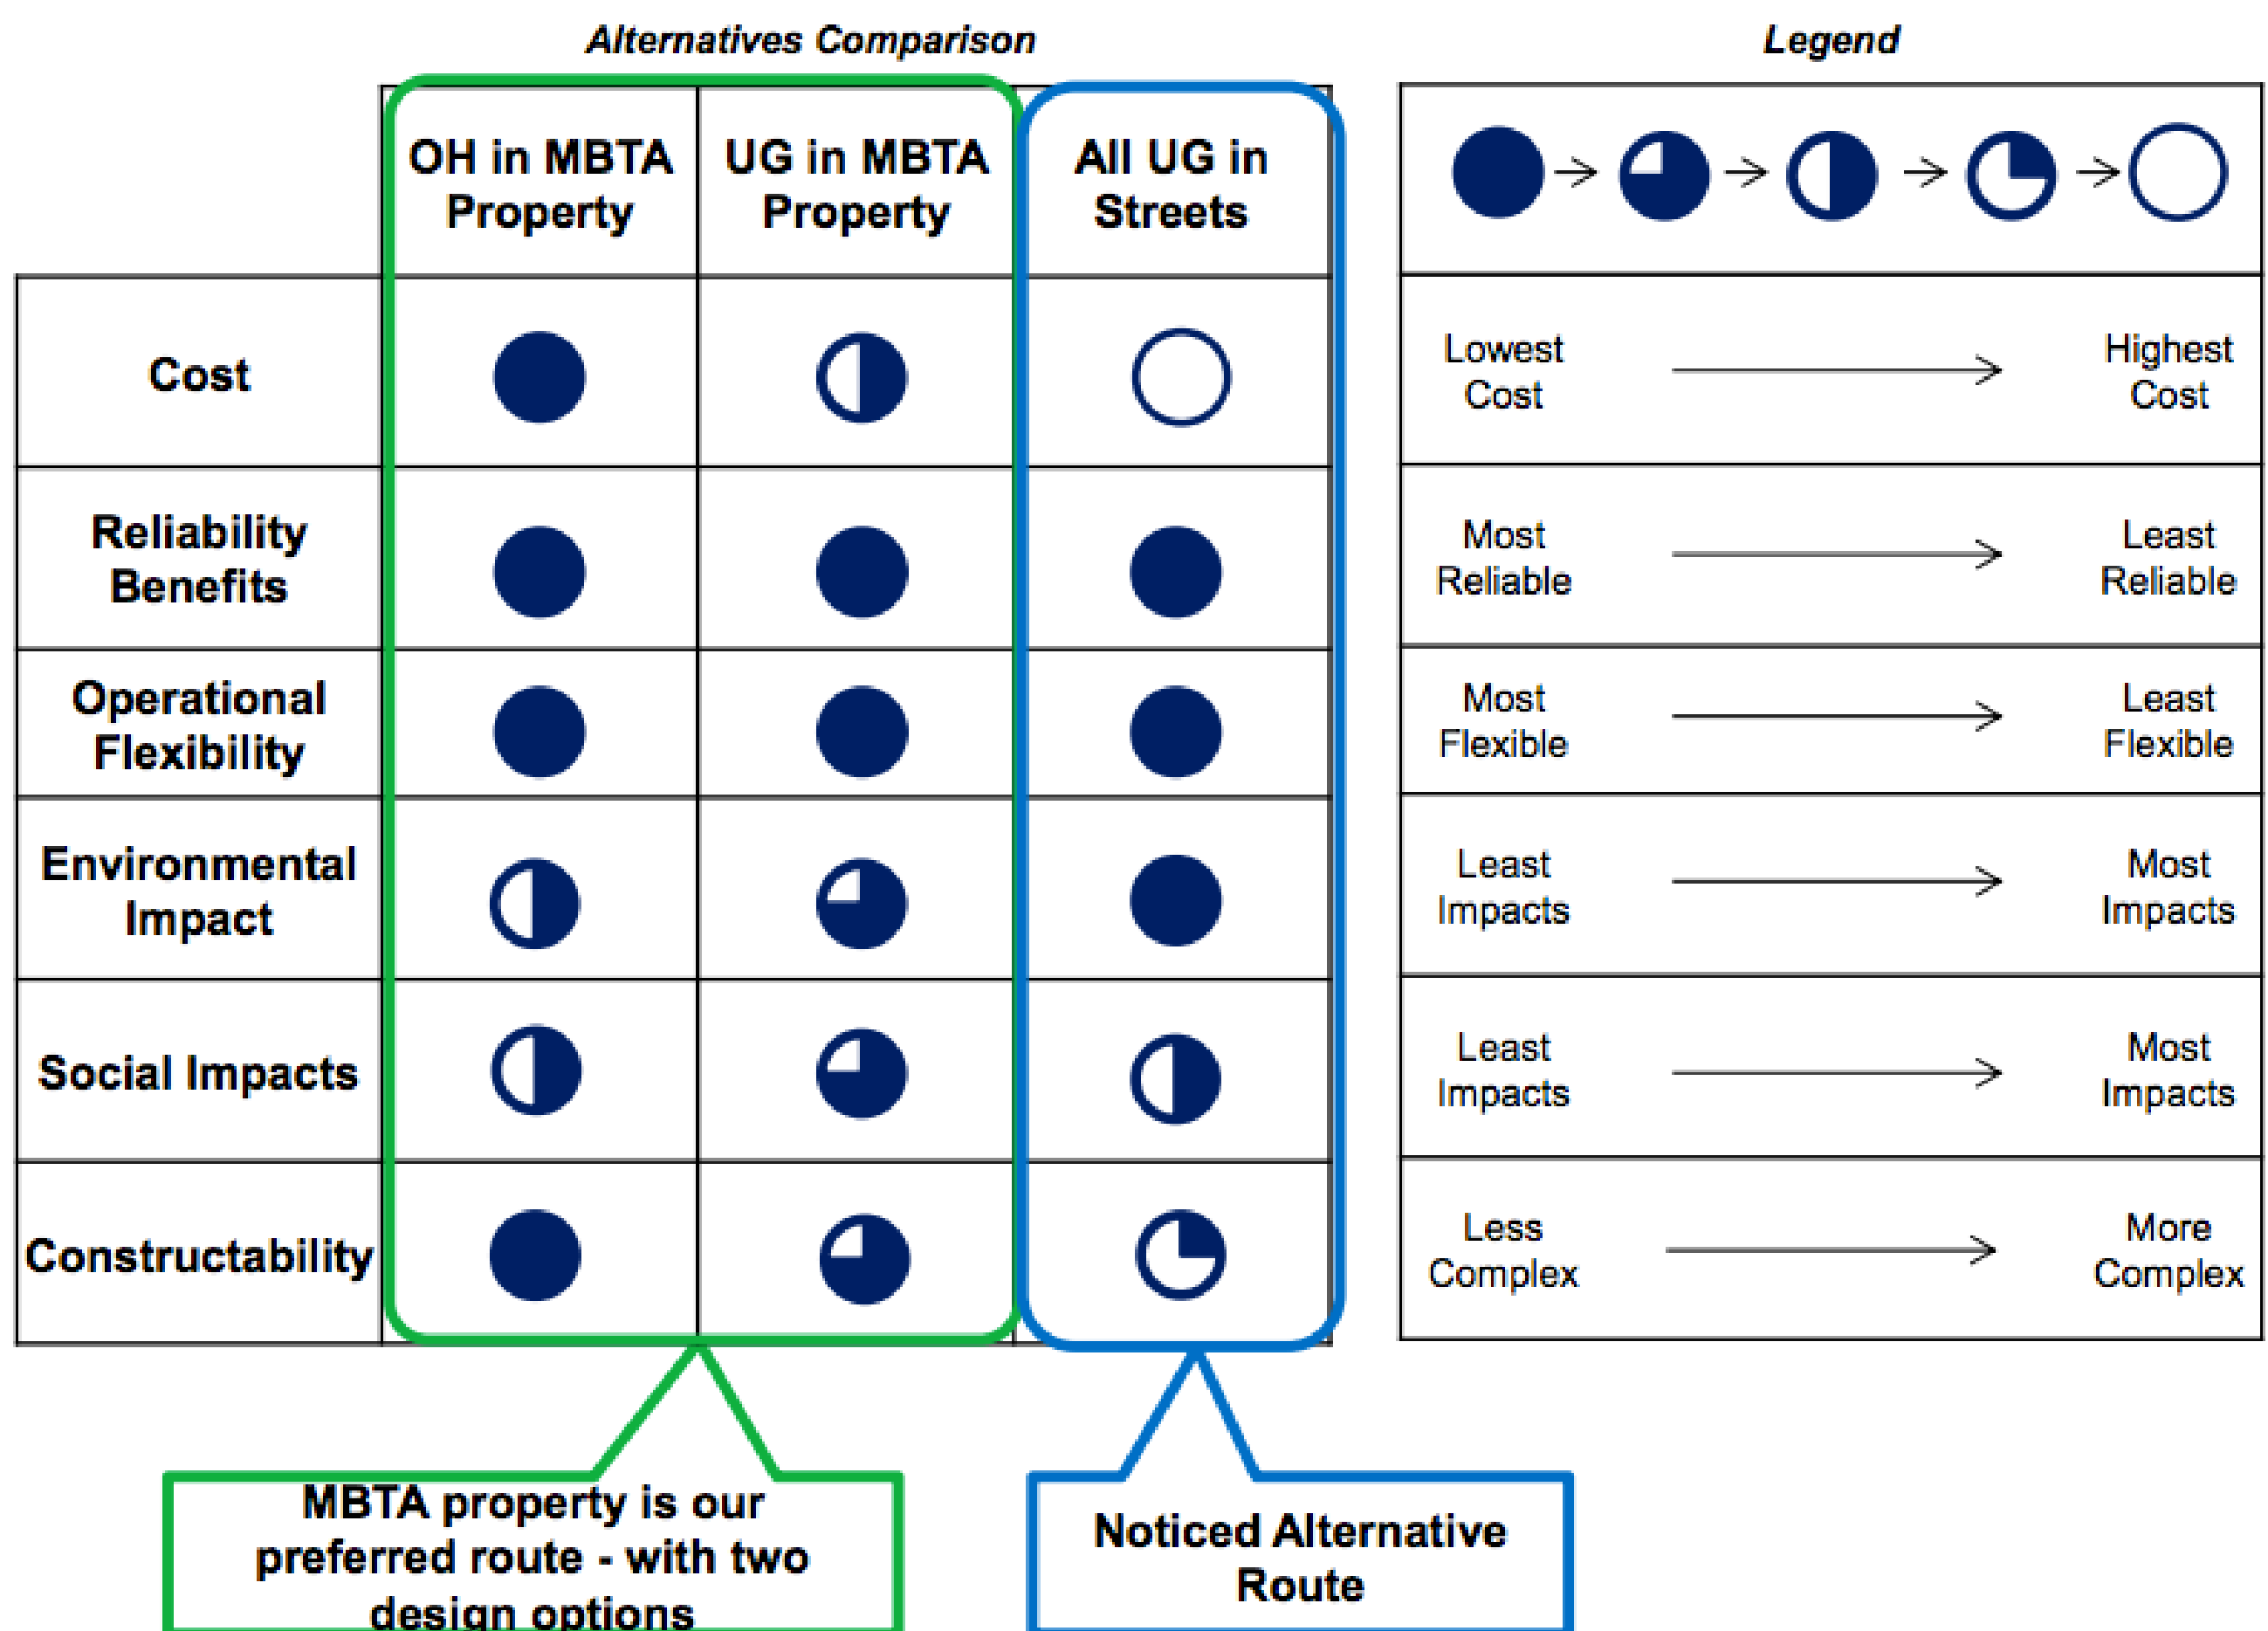 Alternatives Comparison
Legend
OH in MBTA
Property
UG in MBTA
Property
All UG in
Streets
Cost
Lowest
Cost
Highest
Cost
Reliability
Benefits
Most
Reliable
Least
Reliable
Operational
Flexibility
Most
Flexible
Least
Flexible
Environmental
Impact
Least
Impacts
Most
Impacts
Social Impacts
Least
Impacts
Most
Impacts
Constructability
Less
Complex
More
Complex
MBTA property is our
preferred route - with two
design options
Noticed Alternative
Route